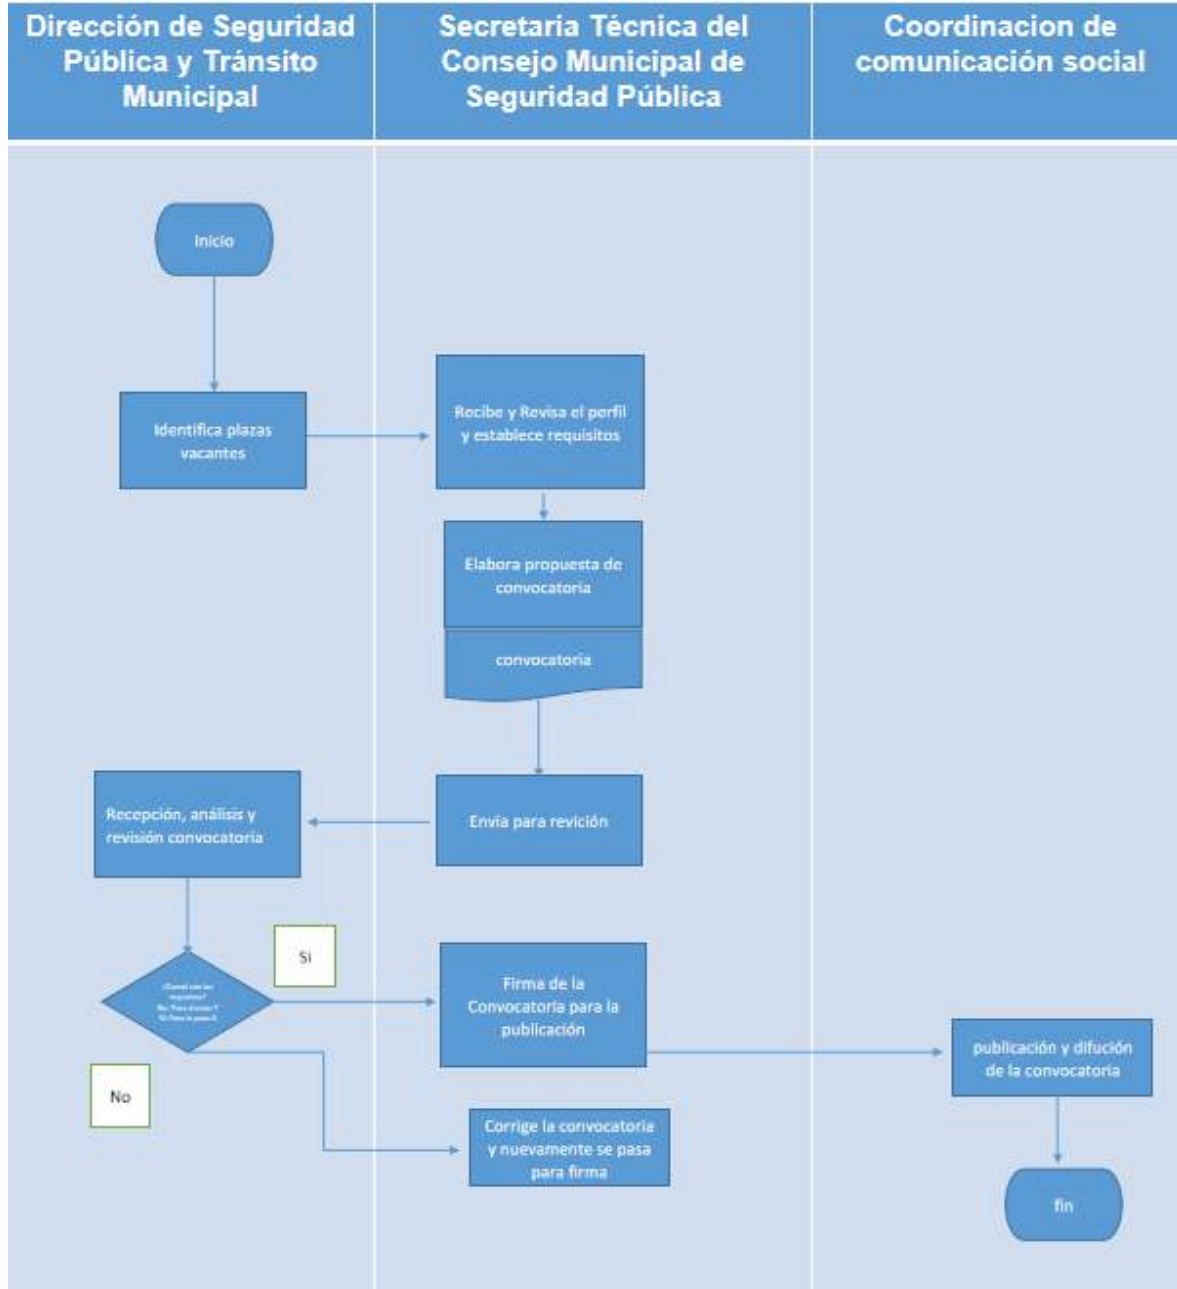 Dirección de Seguridad
Pública y Tránsito
Municipal
Secretaria Técnica del
Consejo Municipal de
Seguridad Pública
Coordinacion de
comunicación social
Inicio
Identifica plazas
vacantes
Recibe y Revisa el perfil
y establece requisitos
Elabora propuesta de
convocatoria
convocatoria
Envía para revición
Recepción, análisis y
revisión convocatoria
Si
No
Firma de la
Convocatoria para la
publicación
publicación y difución
de la convocatoria
Corrige la convocatoria
y nuevamente se pasa
para firma
fin